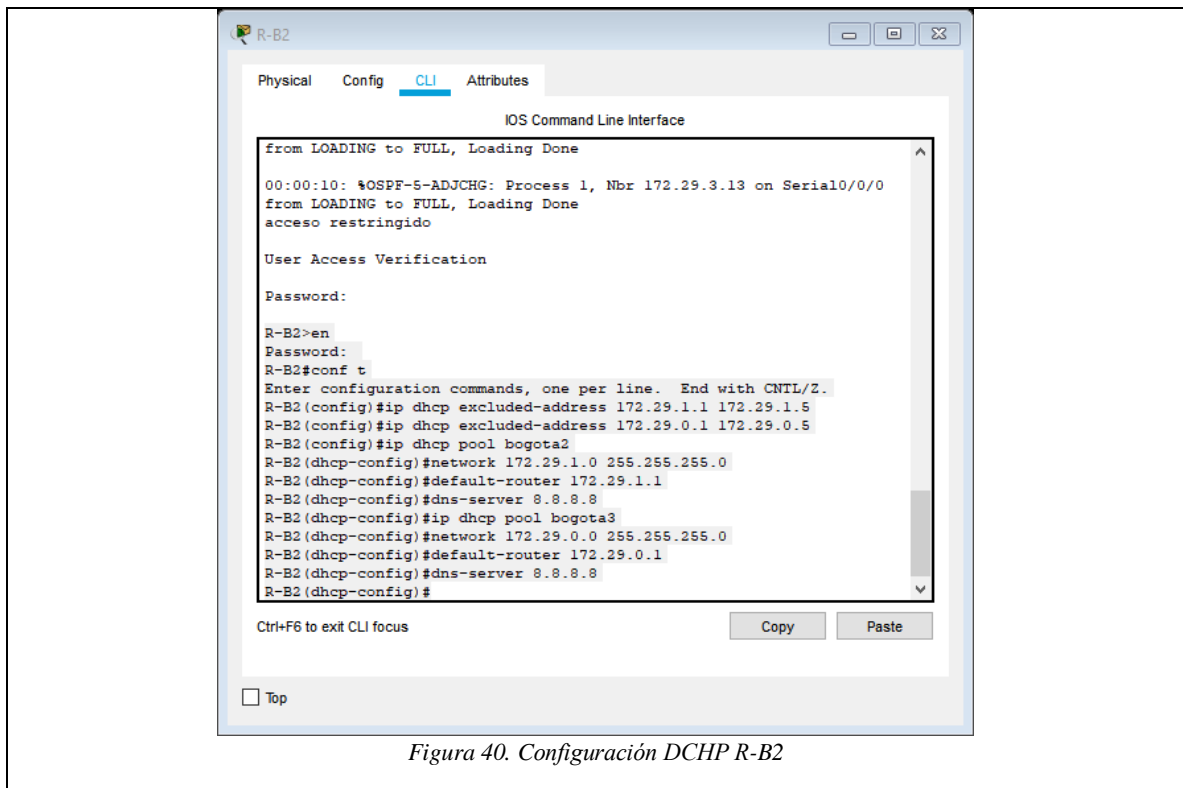 R-B2
Physical Config CLI Attributes
IOS Command Line Interface
from LOADING to FULL, Loading Done
00:00:10: %OSPF-5-ADJCHG: Process 1, Nbr 172.29.3.13 on Serial0/0/0
from LOADING to FULL, Loading Done
acceso restringido
User Access Verification
Password:
R-B2>en
Password:
R-B2#conf t
Enter configuration commands, one per line. End with CNTL/Z.
R-B2(config)#ip dhcp excluded-address 172.29.1.1 172.29.1.5
R-B2(config)#ip dhcp excluded-address 172.29.0.1 172.29.0.5
R-B2(config)#ip dhcp pool bogota2
R-B2(dhcp-config)#network 172.29.1.0 255.255.255.0
R-B2(dhcp-config)#default-router 172.29.1.1
R-B2(dhcp-config)#dns-server 8.8.8.8
R-B2(dhcp-config)#ip dhcp pool bogota3
R-B2(dhcp-config)#network 172.29.0.0 255.255.255.0
R-B2(dhcp-config)#default-router 172.29.0.1
R-B2(dhcp-config)#dns-server 8.8.8.8
R-B2(dhcp-config)#
Ctrl+F6 to exit CLI focus
Copy
Paste
Top
Figura 40. Configuración DCHP R-B2